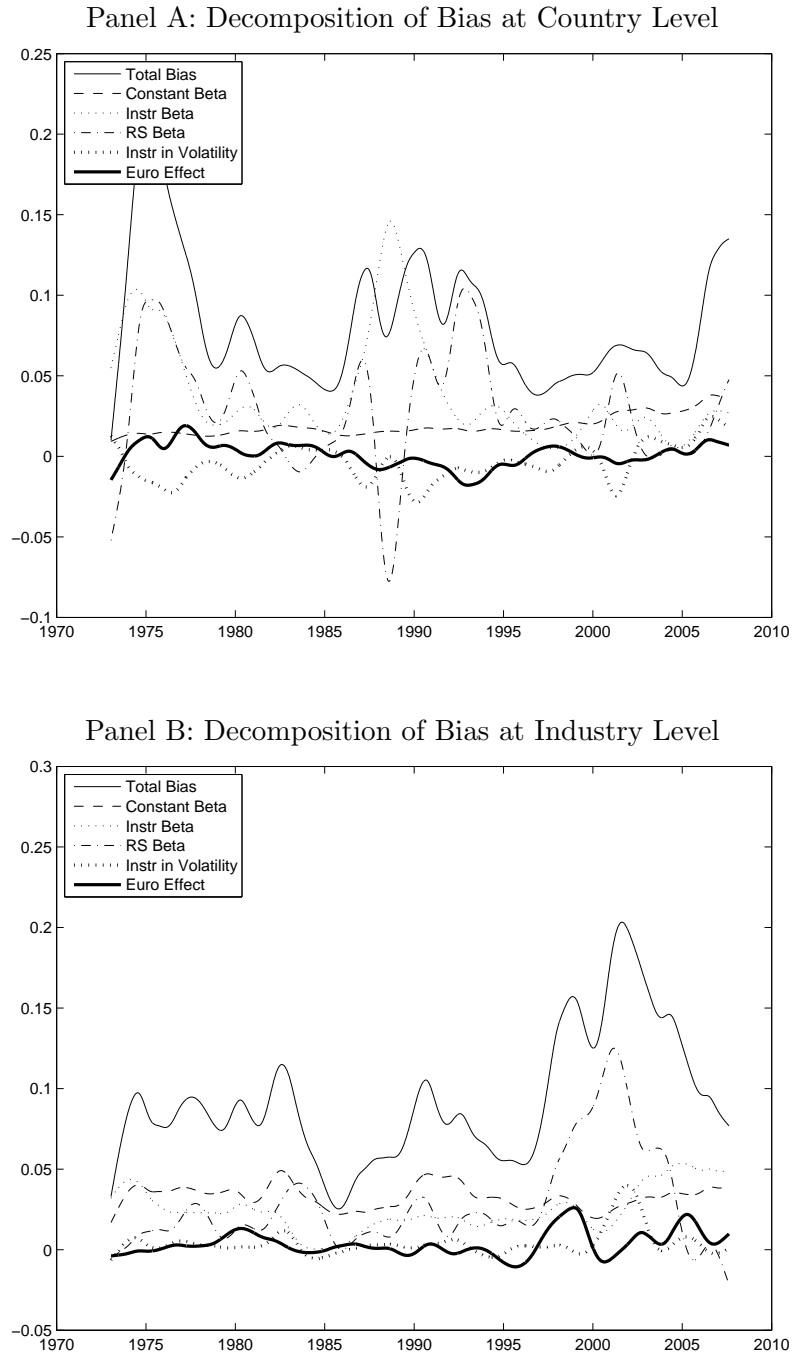 Panel A: Decomposition of Bias at Country Level
0.25
Total Bias
Constant Beta
Instr Beta
RS Beta
Instr in Volatility
Euro Effect
0.2
0.15
0.1
0.05
0
−0.05
−0.1
1970 1975 1980 1985 1990 1995 2000 2005 2010
Panel B: Decomposition of Bias at Industry Level
0.3
Total Bias
Constant Beta
Instr Beta
RS Beta
Instr in Volatility
Euro Effect
0.25
0.2
0.15
0.1
0.05
0
−0.05
1970 1975 1980 1985 1990 1995 2000 2005 2010